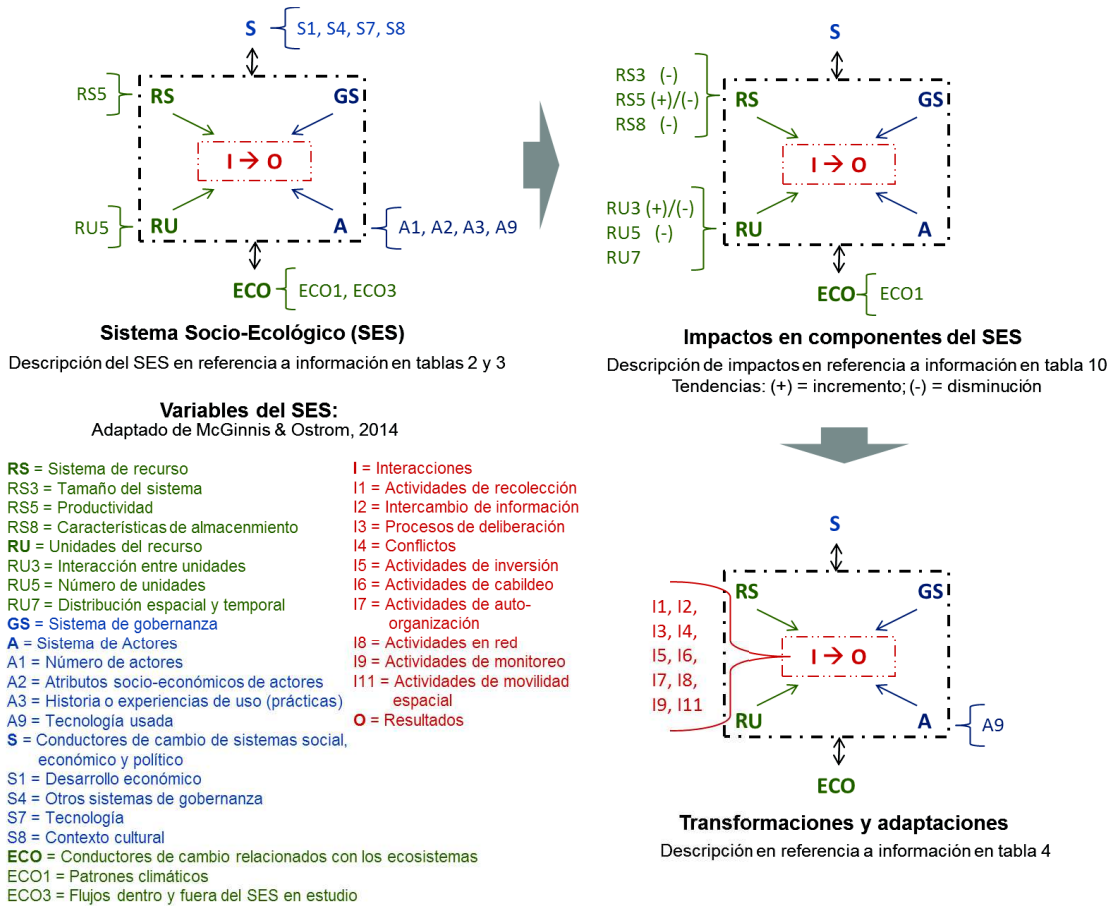 S
S1, S4, S7, S8
RS5
RS
GS
I → O
RU5
RU
A
A1, A2, A3, A9
ECO
ECO1, ECO3
Sistema Socio-Ecológico (SES)
Descripción del SES en referencia a información en tablas 2 y 3
S
RS3 (-)
RS5 (+)/(-)
RS8 (-)
RS
GS
I → O
RU3 (+)/(-)
RU5 (-)
RU7
RU
A
ECO
ECO1
Impactos en componentes del SES
Descripción de impactos en referencia a información en tabla 10
Tendencias: (+) = incremento; (-) = disminución
Variables del SES:
Adaptado de McGinnis & Ostrom, 2014
RS = Sistema de recurso
RS3 = Tamaño del sistema
RS5 = Productividad
RS8 = Características de almacenmiento
RU = Unidades del recurso
RU3 = Interacción entre unidades
RU5 = Número de unidades
RU7 = Distribución espacial y temporal
GS = Sistema de gobernanza
A = Sistema de Actores
A1 = Número de actores
A2 = Atributos socio-económicos de actores
A3 = Historia o experiencias de uso (prácticas)
A9 = Tecnología usada
S = Conductores de cambio de sistemas social,
económico y político
S1 = Desarrollo económico
S4 = Otros sistemas de gobernanza
S7 = Tecnología
S8 = Contexto cultural
ECO = Conductores de cambio relacionados con los ecosistemas
ECO1 = Patrones climáticos
ECO3 = Flujos dentro y fuera del SES en estudio
I = Interacciones
I1 = Actividades de recolección
I2 = Intercambio de información
I3 = Procesos de deliberación
I4 = Conflictos
I5 = Actividades de inversión
I6 = Actividades de cabildeo
I7 = Actividades de auto-
organización
I8 = Actividades en red
I9 = Actividades de monitoreo
I11 = Actividades de movilidad
espacial
O = Resultados
S
RS
GS
I1, I2,
I3, I4,
I5, I6,
I7, I8,
I9, I11
I → O
RU
A
A9
ECO
Transformaciones y adaptaciones
Descripción en referencia a información en tabla 4